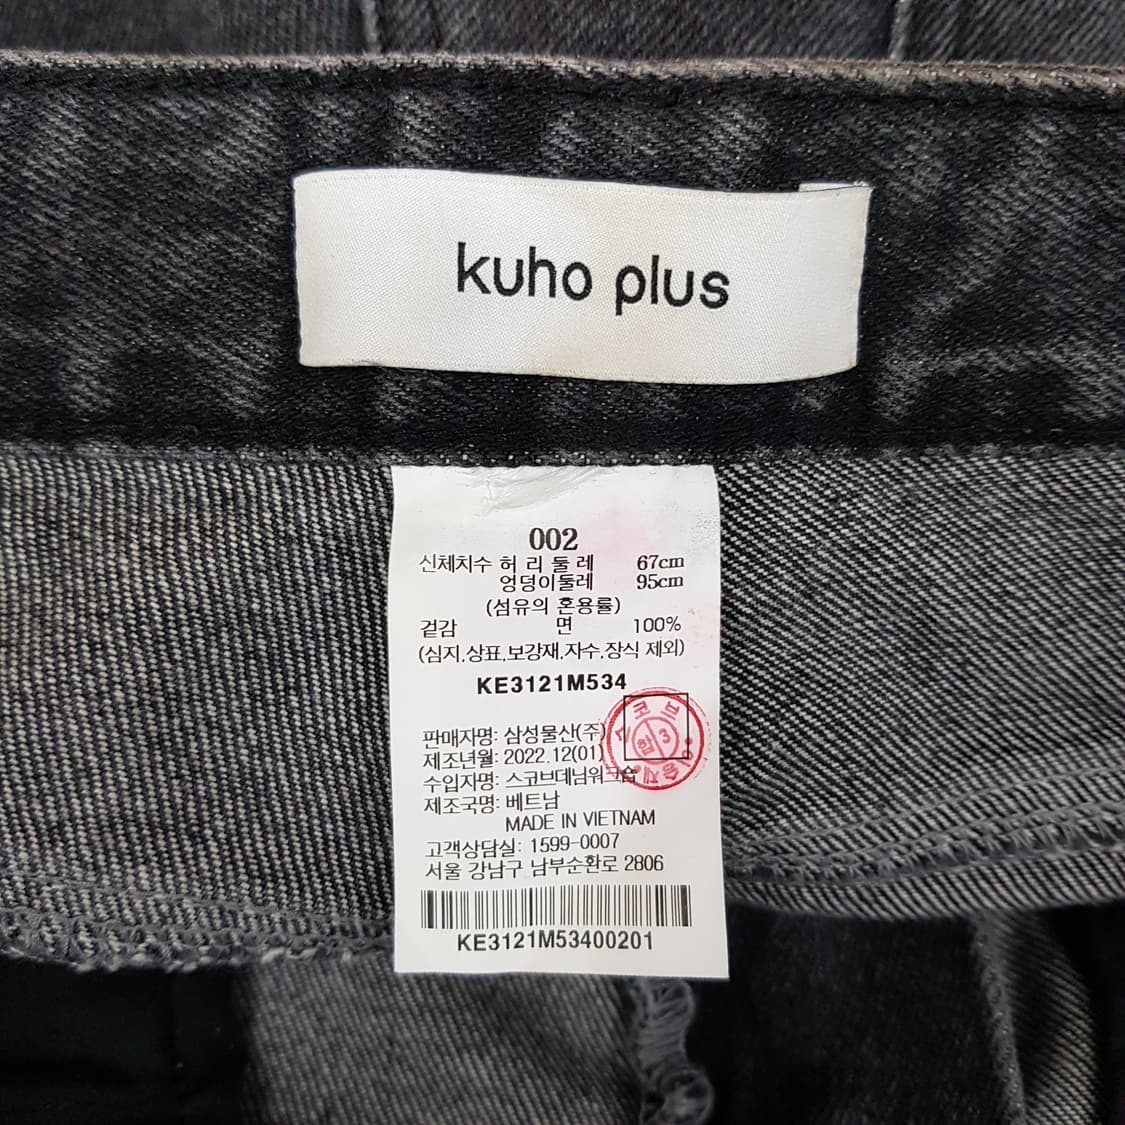 kuho plus
002
신체치수 허 리 둘 레 67cm
엉덩이둘레 95cm
(섬유의 혼용률)
겉감 면 100%
(심지.상표.보강재.자수.장식 제외)
KE3121M534
판매자명: 삼성물산(주)
제조년월: 2022.12(01)
수입자명: 스코브데님워크숍
제조국명: 베트남
MADE IN VIETNAM
고객상담실: 1599-0007
서울 강남구 남부순환로 2806
KE3121M53400201
스코브
3